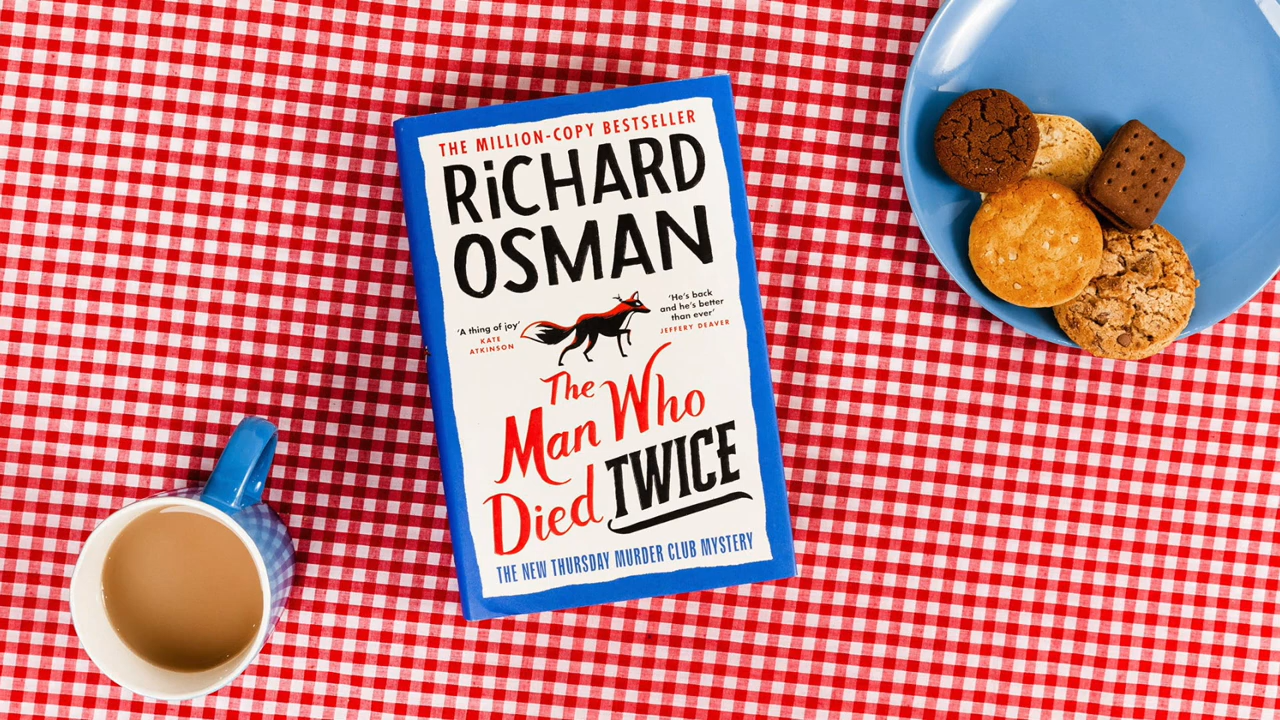 THE MILLION-COPY BESTSELLER
RiCHARD
OSMAN
'A thing of joy'
KATE
ATKINSON
'He's back
and he's better
than ever'
JEFFERY DEAVER
The
Man Who
Died TWICE
THE NEW THURSDAY MURDER CLUB MYSTERY